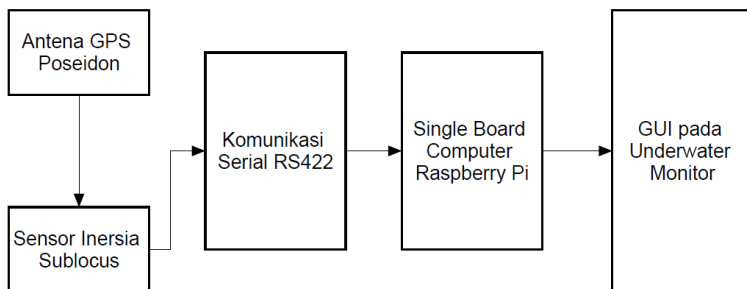 Antena GPS
Poseidon
Sensor Inersia
Sublocus
Komunikasi
Serial RS422
Single Board
Computer
Raspberry Pi
GUI pada
Underwater
Monitor